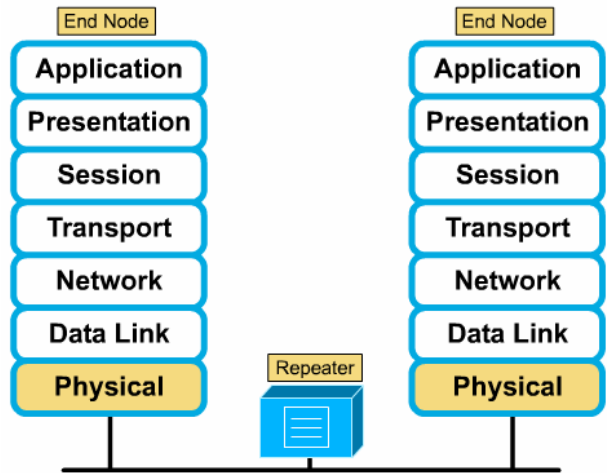 End Node
Application
Presentation
Session
Transport
Network
Data Link
Physical
Repeater
End Node
Application
Presentation
Session
Transport
Network
Data Link
Physical